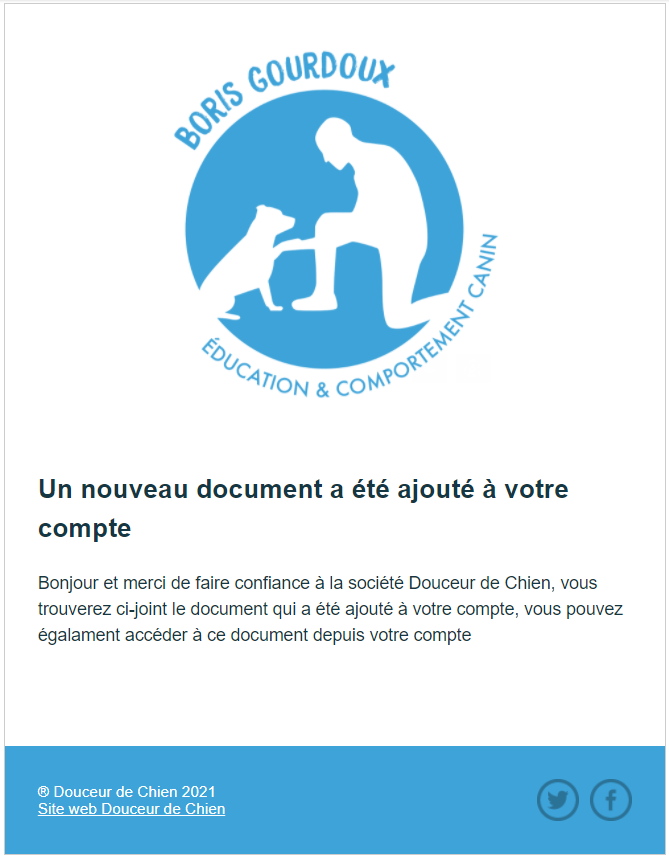 BORIS GOURDOUX
ÉDUCATION & COMPORTEMENT CANIN
Un nouveau document a été ajouté à votre
compte
Bonjour et merci de faire confiance à la société Douceur de Chien, vous
trouverez ci-joint le document qui a été ajouté à votre compte, vous pouvez
égalament accéder à ce document depuis votre compte
® Douceur de Chien 2021
Site web Douceur de Chien